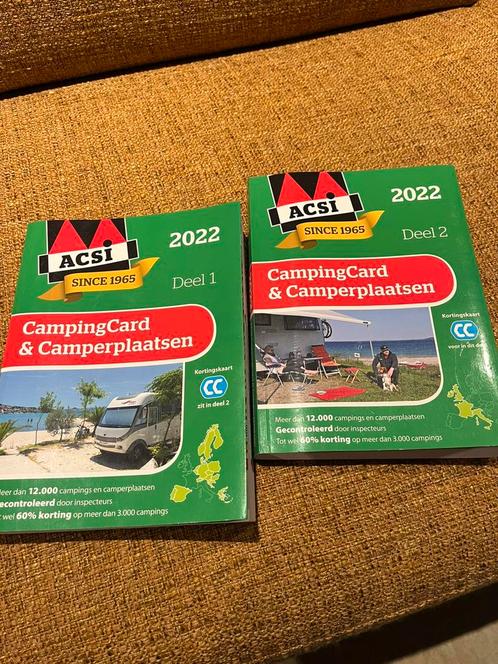 ACSI
SINCE 1965
2022
Deel 1
CampingCard
& Camperplaatsen
Kortingskaart
CC
zit in deel 2
Meer dan 12.000 campings en camperplaatsen
Gecontroleerd door inspecteurs
Tot wel 60% korting op meer dan 3.000 campings
ACSI
SINCE 1965
2022
Deel 2
CampingCard
& Camperplaatsen
Kortingskaart
CC
voor in dit
Meer dan 12.000 campings en camperplaatsen
Gecontroleerd door inspecteurs
Tot wel 60% korting op meer dan 3.000 campings